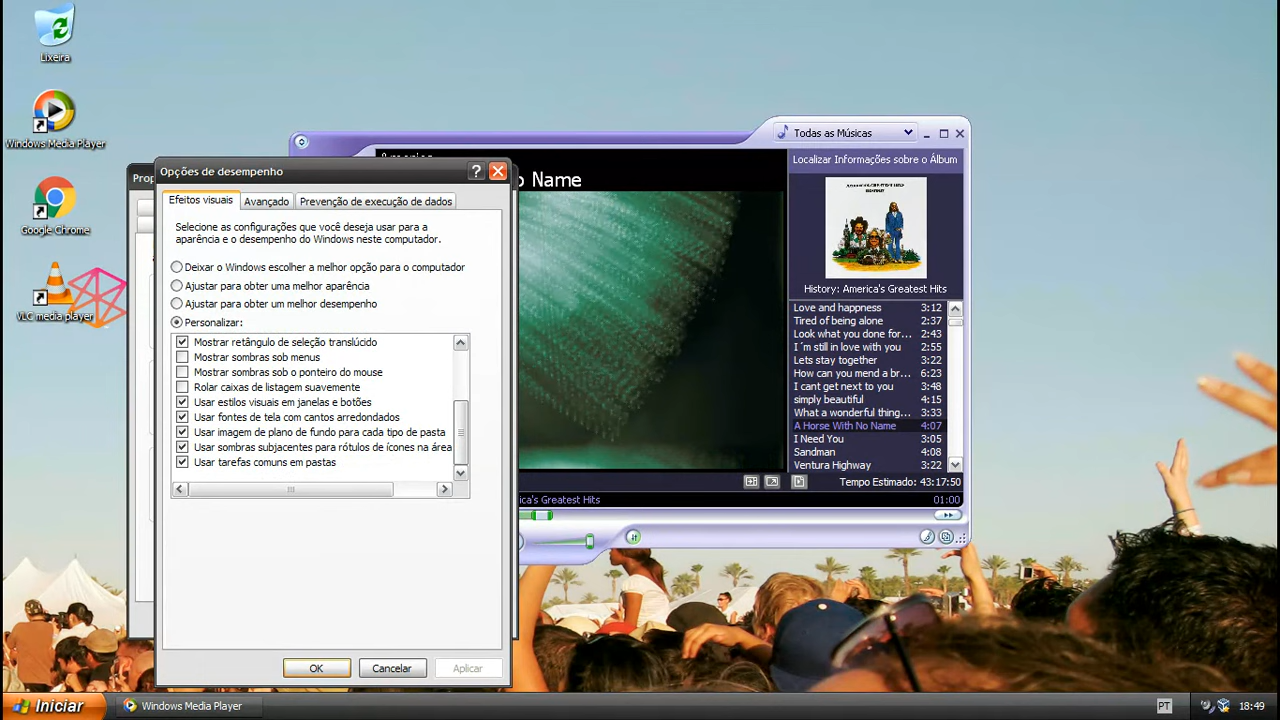 Lixeira
Windows Media Player
Google Chrome
VLC media player
Opções de desempenho
Efeitos visuais
Avançado
Prevenção de execução de dados
Selecione as configurações que você deseja usar para a
aparência e o desempenho do Windows neste computador.
Deixar o Windows escolher a melhor opção para o computador
Ajustar para obter uma melhor aparência
Ajustar para obter um melhor desempenho
Personalizar:
Mostrar retângulo de seleção translúcido
Mostrar sombras sob menus
Mostrar sombras sob o ponteiro do mouse
Rolar caixas de listagem suavemente
Usar estilos visuais em janelas e botões
Usar fontes de tela com cantos arredondados
Usar imagem de plano de fundo para cada tipo de pasta
Usar sombras subjacentes para rótulos de ícones na área
Usar tarefas comuns em pastas
OK
Cancelar
Aplicar
Prop
o Name
Todas as Músicas
Localizar Informações sobre o Álbum
History: America's Greatest Hits
Love and happness 3:12
Tired of being alone 2:37
Look what you done for... 2:43
I ´m still in love with you 2:55
Lets stay together 3:22
How can you mend a br... 6:23
I cant get next to you 3:48
simply beautiful 4:15
What a wonderful thing... 3:33
A Horse With No Name 4:07
I Need You 3:05
Sandman 4:08
Ventura Highway 3:22
Tempo Estimado: 43:17:50
ica's Greatest Hits
01:00
Iniciar
Windows Media Player
PT
18:49